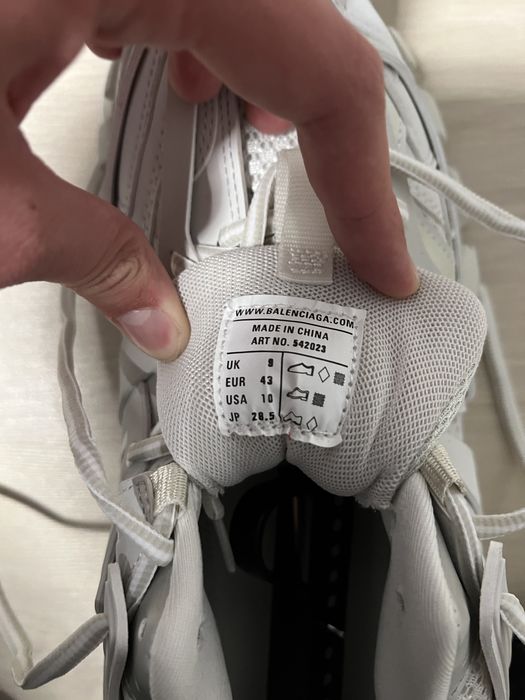 WWW.BALENCIAGA.COM
MADE IN CHINA
ART NO. 542023
UK 9
EUR 43
USA 10
JP 28.5